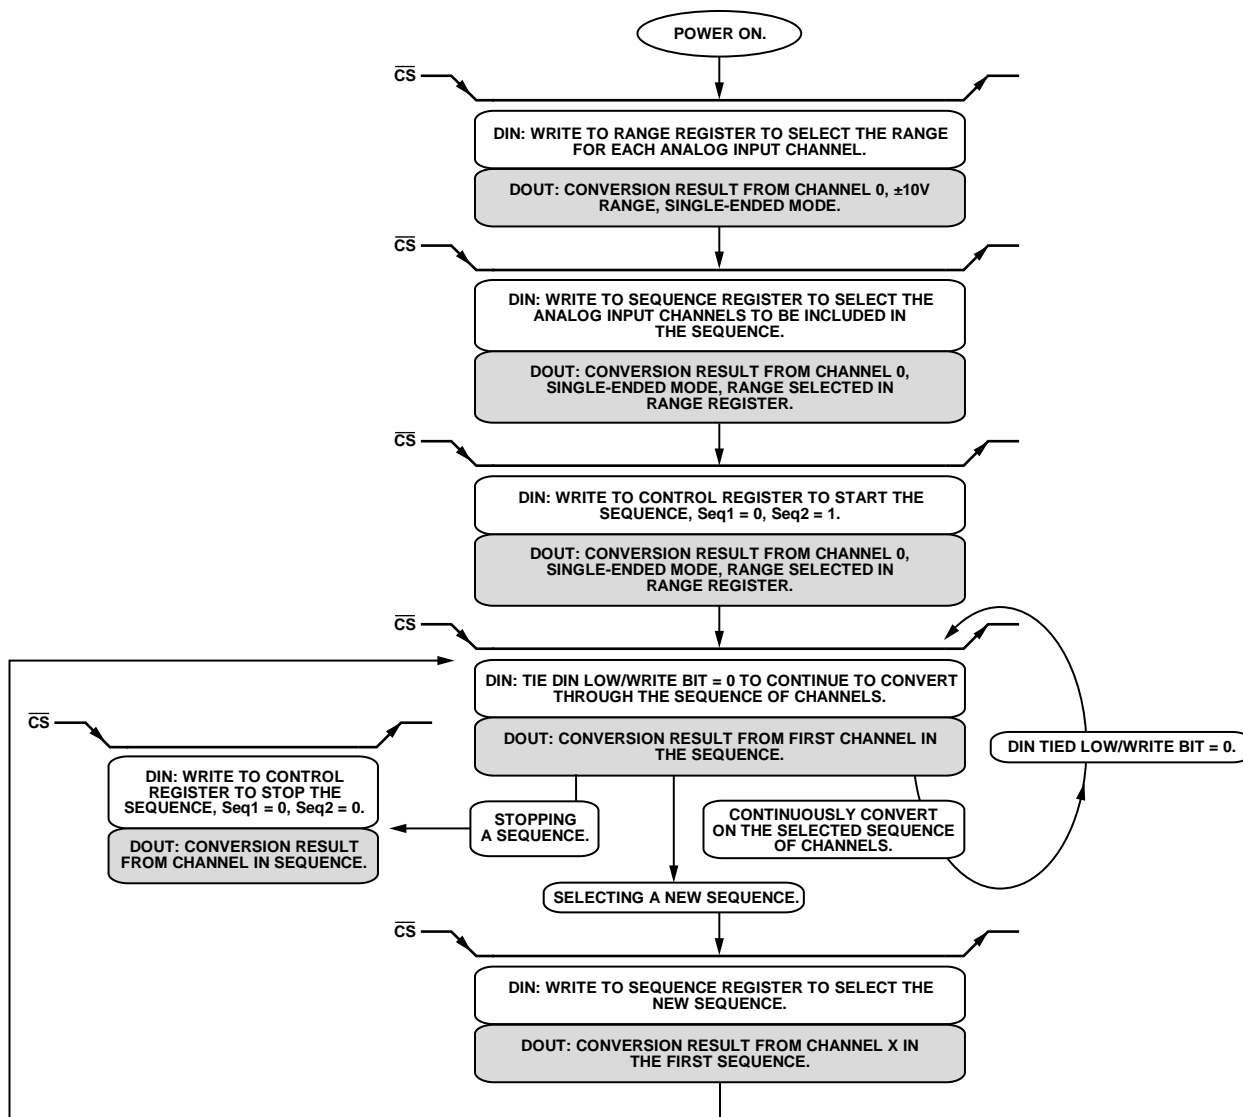 POWER ON.
CS
DIN: WRITE TO RANGE REGISTER TO SELECT THE RANGE
FOR EACH ANALOG INPUT CHANNEL.
DOUT: CONVERSION RESULT FROM CHANNEL 0, ±10V
RANGE, SINGLE-ENDED MODE.
CS
DIN: WRITE TO SEQUENCE REGISTER TO SELECT THE
ANALOG INPUT CHANNELS TO BE INCLUDED IN
THE SEQUENCE.
DOUT: CONVERSION RESULT FROM CHANNEL 0,
SINGLE-ENDED MODE, RANGE SELECTED IN
RANGE REGISTER.
CS
DIN: WRITE TO CONTROL REGISTER TO START THE
SEQUENCE, Seq1 = 0, Seq2 = 1.
DOUT: CONVERSION RESULT FROM CHANNEL 0,
SINGLE-ENDED MODE, RANGE SELECTED IN
RANGE REGISTER.
CS
DIN: TIE DIN LOW/WRITE BIT = 0 TO CONTINUE TO CONVERT
THROUGH THE SEQUENCE OF CHANNELS.
DOUT: CONVERSION RESULT FROM FIRST CHANNEL IN
THE SEQUENCE.
DIN TIED LOW/WRITE BIT = 0.
CS
DIN: WRITE TO CONTROL
REGISTER TO STOP THE
SEQUENCE, Seq1 = 0, Seq2 = 0.
DOUT: CONVERSION RESULT
FROM CHANNEL IN SEQUENCE.
STOPPING
A SEQUENCE.
CONTINUOUSLY CONVERT
ON THE SELECTED SEQUENCE
OF CHANNELS.
SELECTING A NEW SEQUENCE.
CS
DIN: WRITE TO SEQUENCE REGISTER TO SELECT THE
NEW SEQUENCE.
DOUT: CONVERSION RESULT FROM CHANNEL X IN
THE FIRST SEQUENCE.